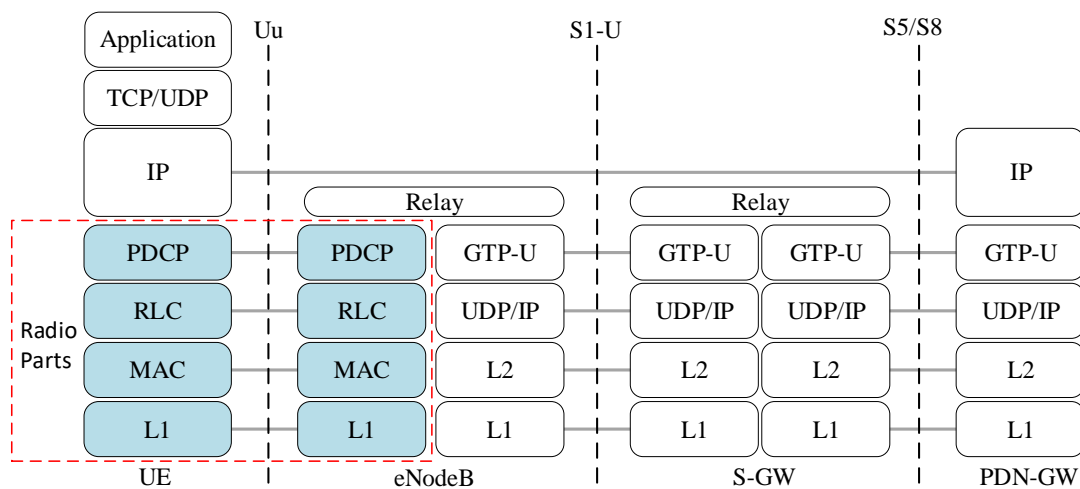 Application
Uu
S1-U
S5/S8
TCP/UDP
IP
IP
Relay
Relay
PDCP
PDCP
GTP-U
GTP-U
GTP-U
GTP-U
RLC
RLC
UDP/IP
UDP/IP
UDP/IP
UDP/IP
Radio
Parts
MAC
MAC
L2
L2
L2
L2
L1
L1
L1
L1
L1
L1
UE
eNodeB
S-GW
PDN-GW